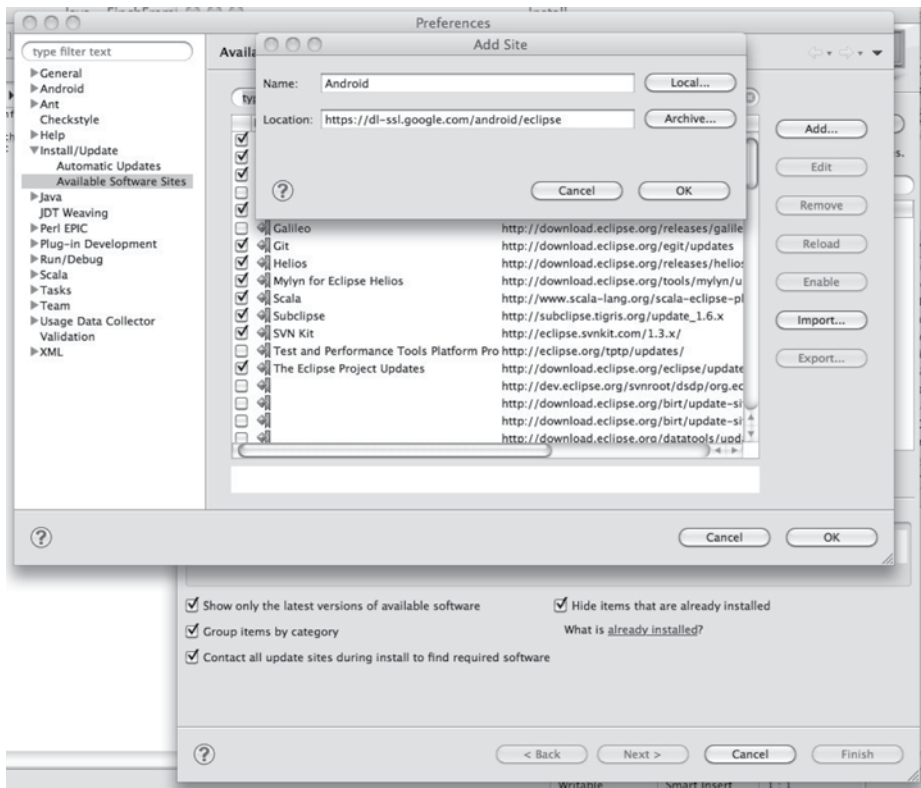 Preferences
type filter text
General
Android
Ant
Checkstyle
Help
Install/Update
Automatic Updates
Available Software Sites
Java
JDT Weaving
Perl EPIC
Plug-in Development
Run/Debug
Scala
Tasks
Team
Usage Data Collector
Validation
XML
Add Site
Name: Android Local...
Location: https://dl-ssl.google.com/android/eclipse Archive...
Cancel OK
Add...
Edit
Remove
Reload
Enable
Import...
Export...
Galileo http://download.eclipse.org/releases/galile
Git http://download.eclipse.org/egit/updates
Helios http://download.eclipse.org/releases/helios
Mylyn for Eclipse Helios http://download.eclipse.org/tools/mylyn/u
Scala http://www.scala-lang.org/scala-eclipse-pl
Subclipse http://subclipse.tigris.org/update_1.6.x
SVN Kit http://eclipse.svnkit.com/1.3.x/
Test and Performance Tools Platform Pro http://eclipse.org/tptp/updates/
The Eclipse Project Updates http://download.eclipse.org/eclipse/update
http://dev.eclipse.org/svnroot/dsdp/org.ec
http://download.eclipse.org/birt/update-si
http://download.eclipse.org/birt/update-si
http://download.eclipse.org/datatools/upd
Cancel OK
Show only the latest versions of available software
Hide items that are already installed
Group items by category
What is already installed?
Contact all update sites during install to find required software
< Back Next > Cancel Finish
Writable Smart Insert 1 : 1